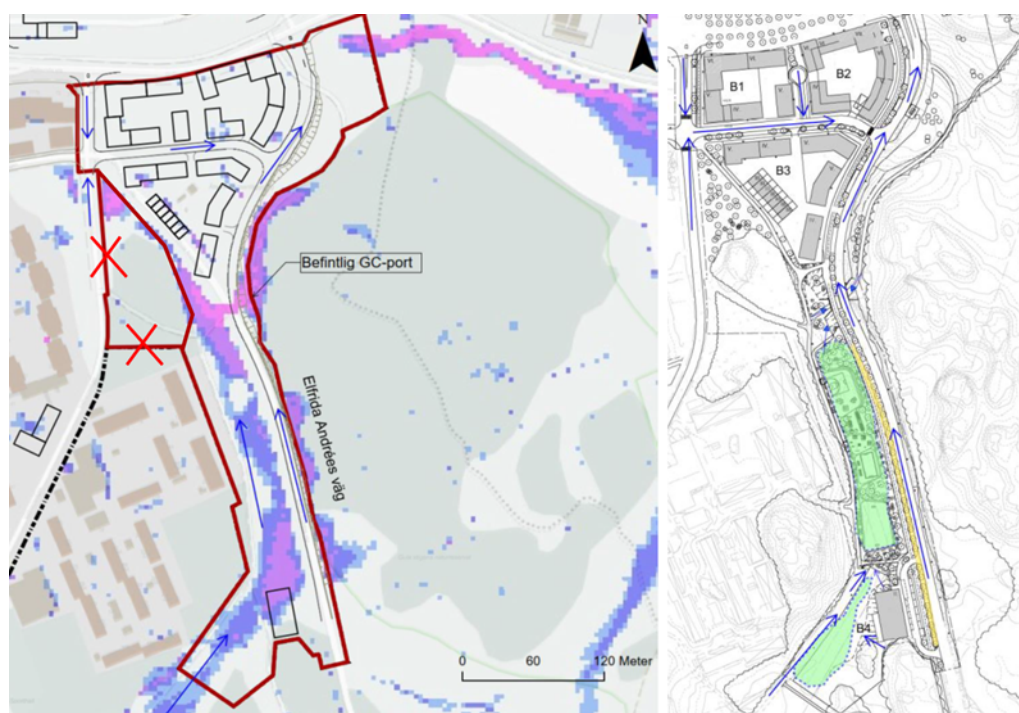 N
Befintlig GC-port
Elfrida Andrées väg
0 60 120 Meter
B1
B2
B3
B4